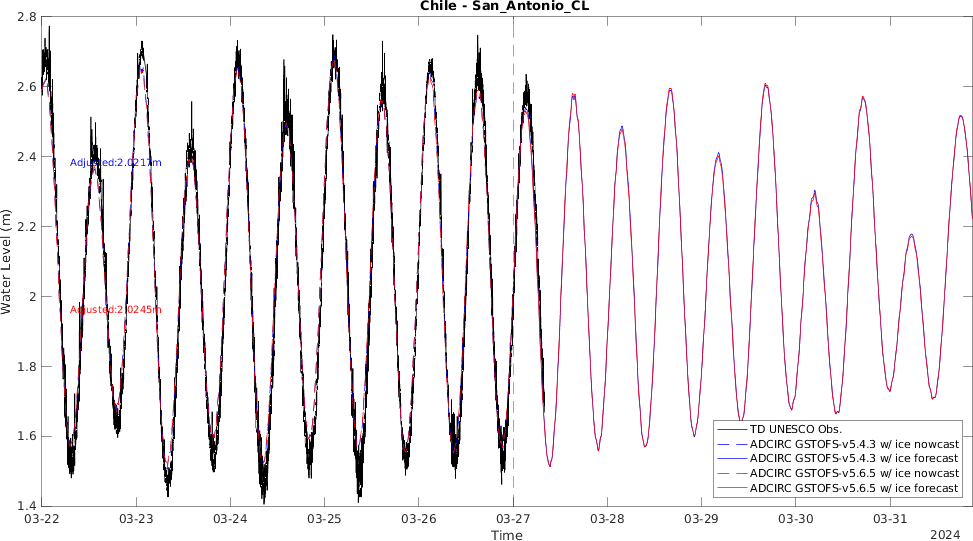 Chile - San_Antonio_CL
2.8
2.6
2.4
2.2
2
1.8
1.6
1.4
Water Level (m)
Adjusted:2.0217m
Adjusted:2.0245m
TD UNESCO Obs.
ADCIRC GSTOFS-v5.4.3 w/ ice nowcast
ADCIRC GSTOFS-v5.4.3 w/ ice forecast
ADCIRC GSTOFS-v5.6.5 w/ ice nowcast
ADCIRC GSTOFS-v5.6.5 w/ ice forecast
03-22 03-23 03-24 03-25 03-26 03-27 03-28 03-29 03-30 03-31
Time
2024